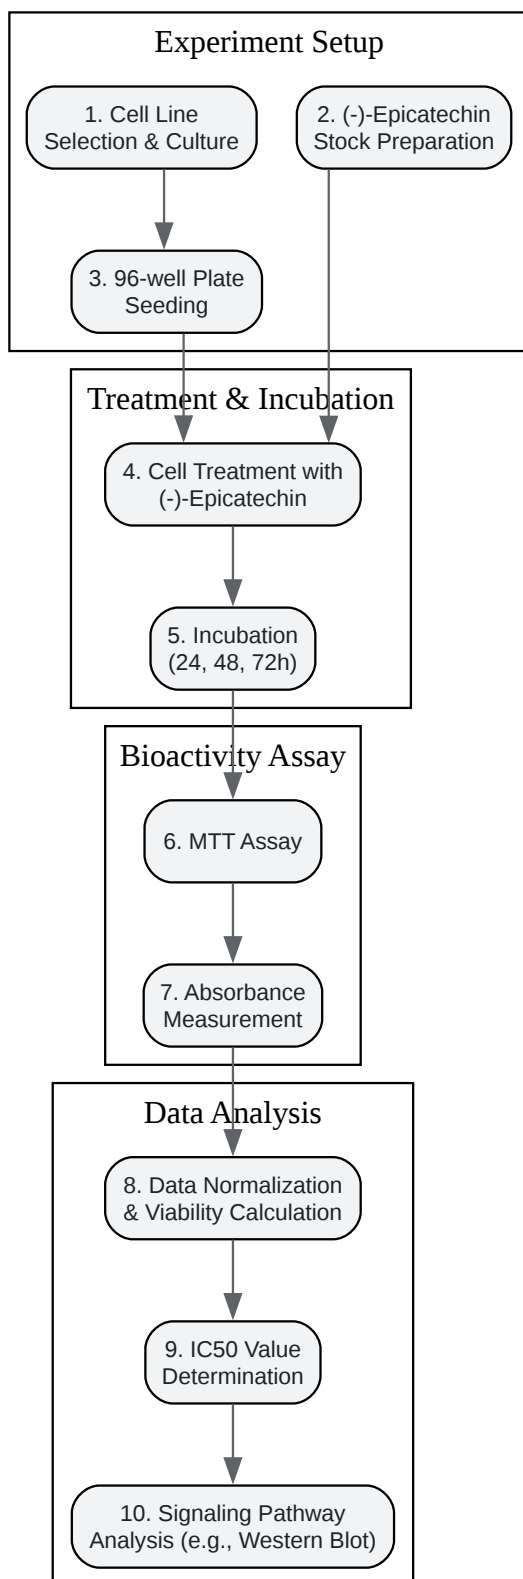 Experiment Setup
1. Cell Line
Selection & Culture
2. (-)-Epicatechin
Stock Preparation
3. 96-well Plate
Seeding
Treatment & Incubation
4. Cell Treatment with
(-)-Epicatechin
5. Incubation
(24, 48, 72h)
Bioactivity Assay
6. MTT Assay
7. Absorbance
Measurement
Data Analysis
8. Data Normalization
& Viability Calculation
9. IC50 Value
Determination
10. Signaling Pathway
Analysis (e.g., Western Blot)